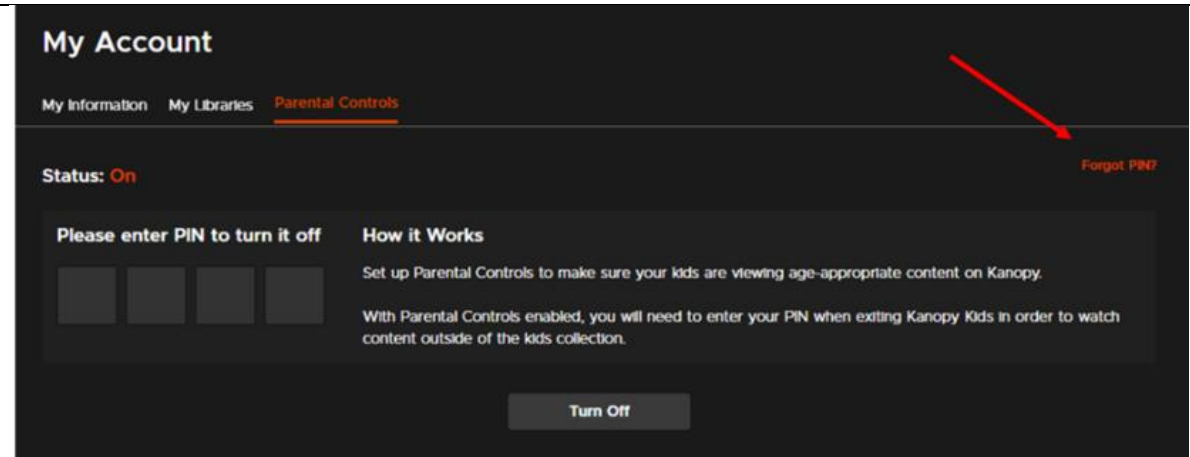 My Account
My Information My Libraries Parental Controls
Forgot PIN?
Status: On
Please enter PIN to turn it off
How it Works
Set up Parental Controls to make sure your kids are viewing age-appropriate content on Kanopy.
With Parental Controls enabled, you will need to enter your PIN when exiting Kanopy Kids in order to watch
content outside of the kids collection.
Turn Off